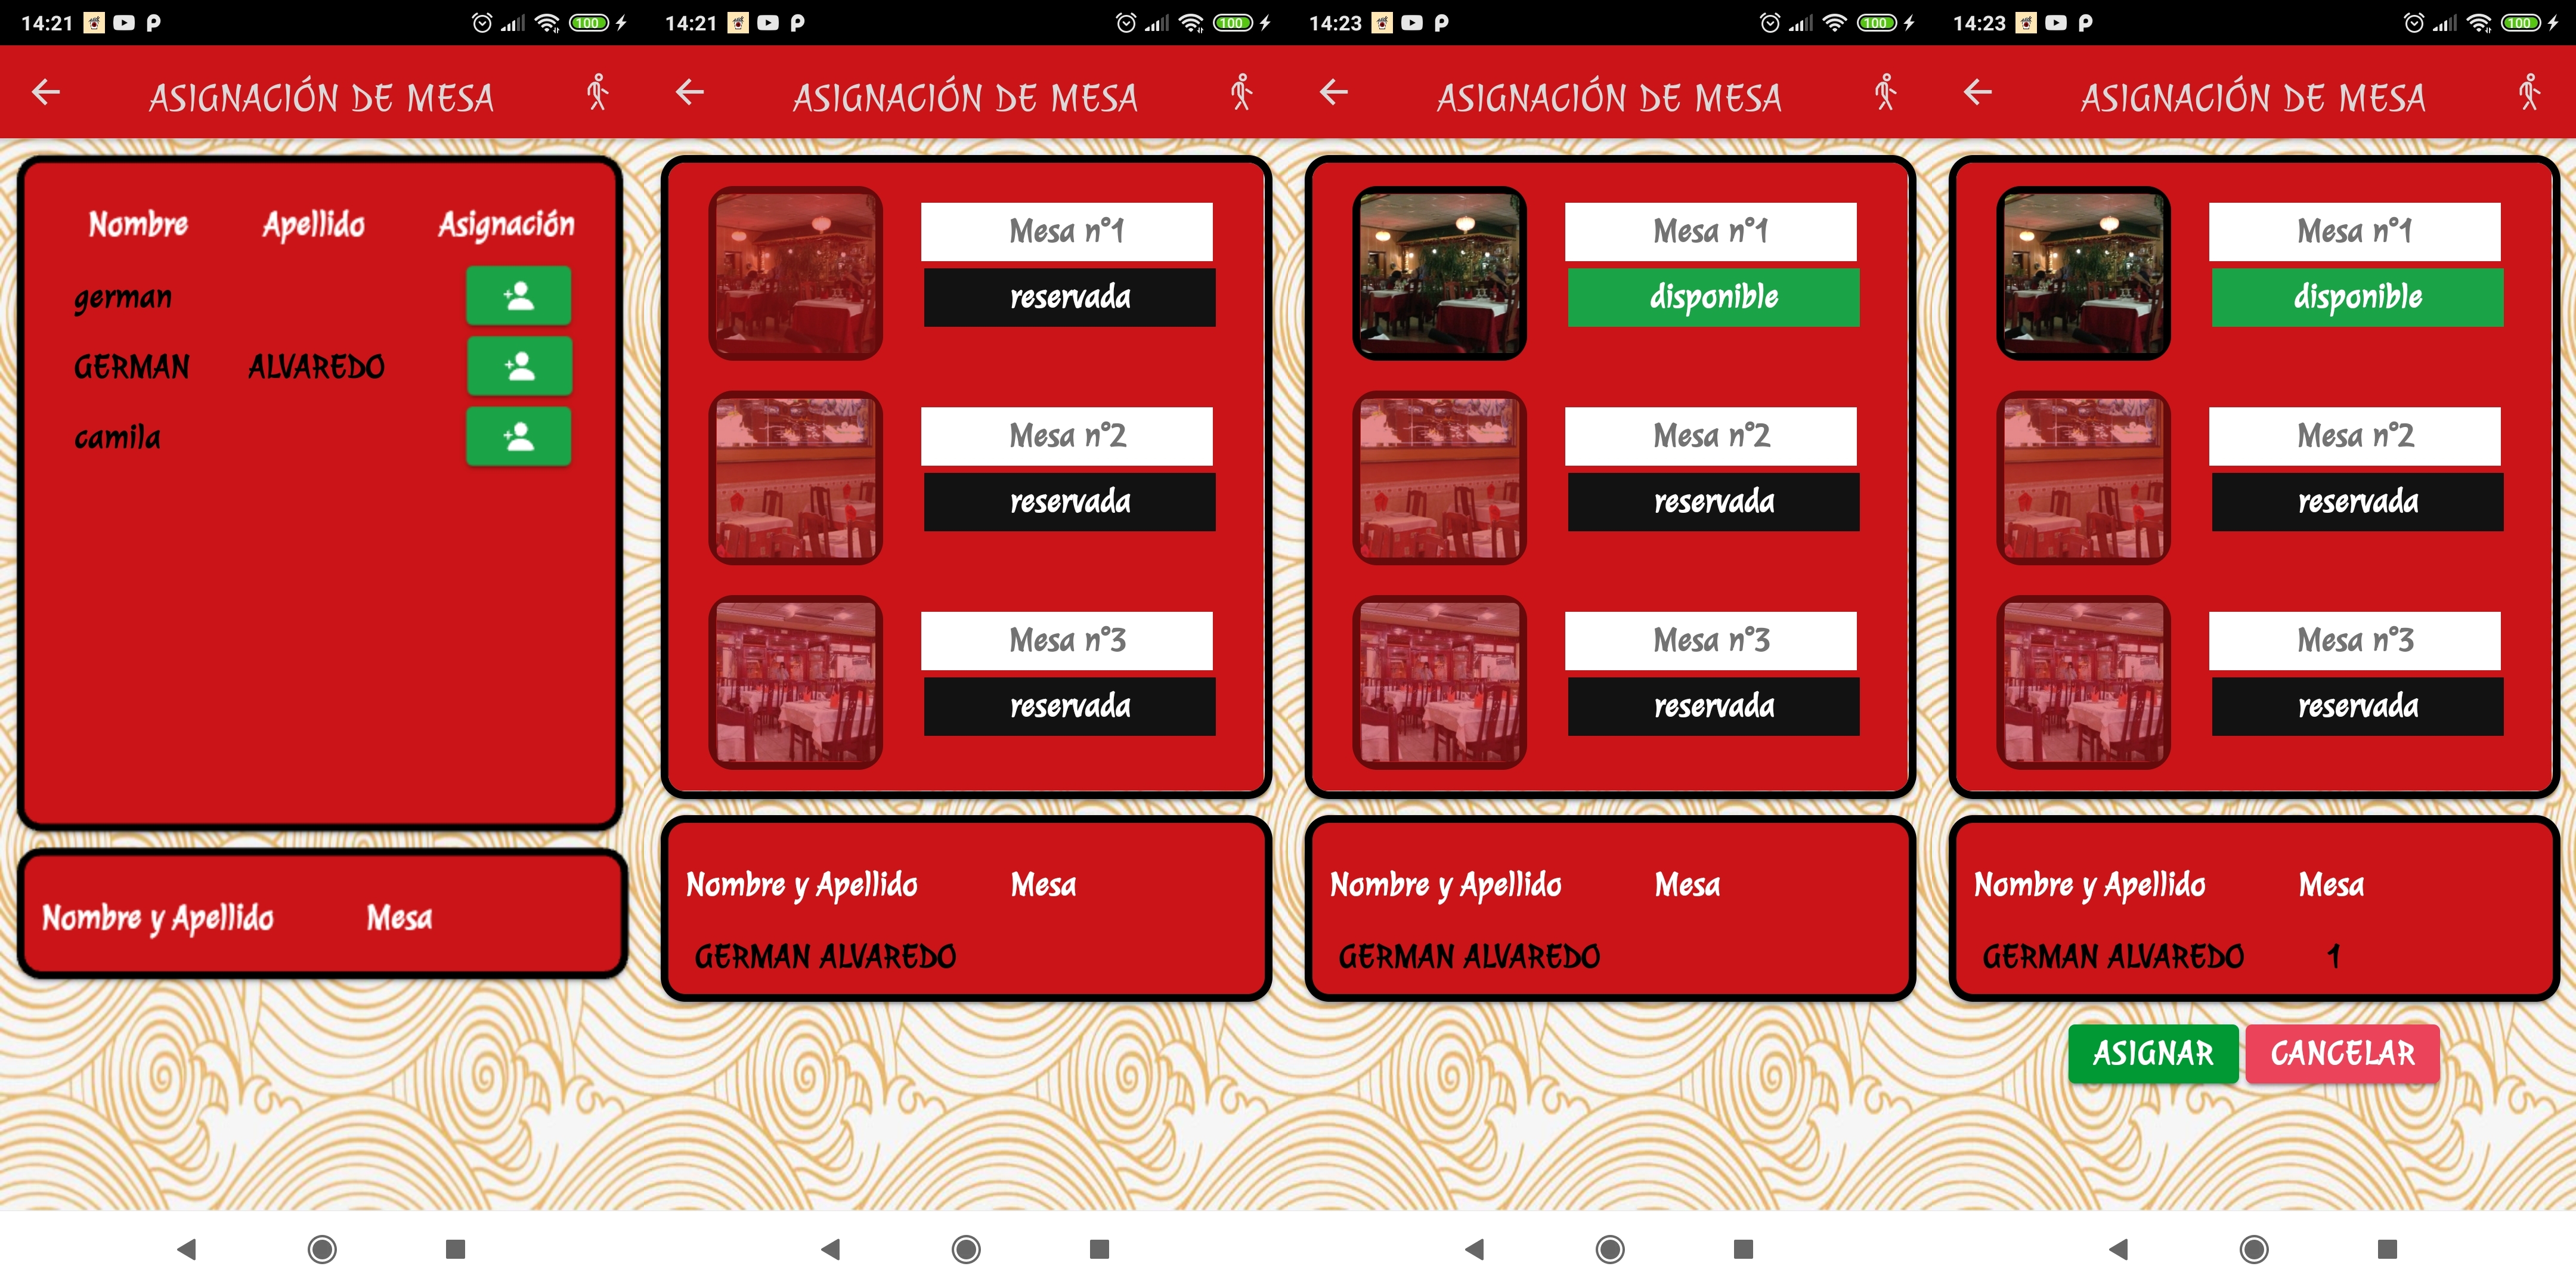 14:21
100
ASIGNACIÓN DE MESA
Nombre Apellido Asignación
german
GERMAN ALVAREDO
camila
Nombre y Apellido Mesa
14:21
100
ASIGNACIÓN DE MESA
Mesa n°1
reservada
Mesa n°2
reservada
Mesa n°3
reservada
Nombre y Apellido Mesa
GERMAN ALVAREDO
14:23
100
ASIGNACIÓN DE MESA
Mesa n°1
disponible
Mesa n°2
reservada
Mesa n°3
reservada
Nombre y Apellido Mesa
GERMAN ALVAREDO
14:23
100
ASIGNACIÓN DE MESA
Mesa n°1
disponible
Mesa n°2
reservada
Mesa n°3
reservada
Nombre y Apellido Mesa
GERMAN ALVAREDO 1
ASIGNAR CANCELAR